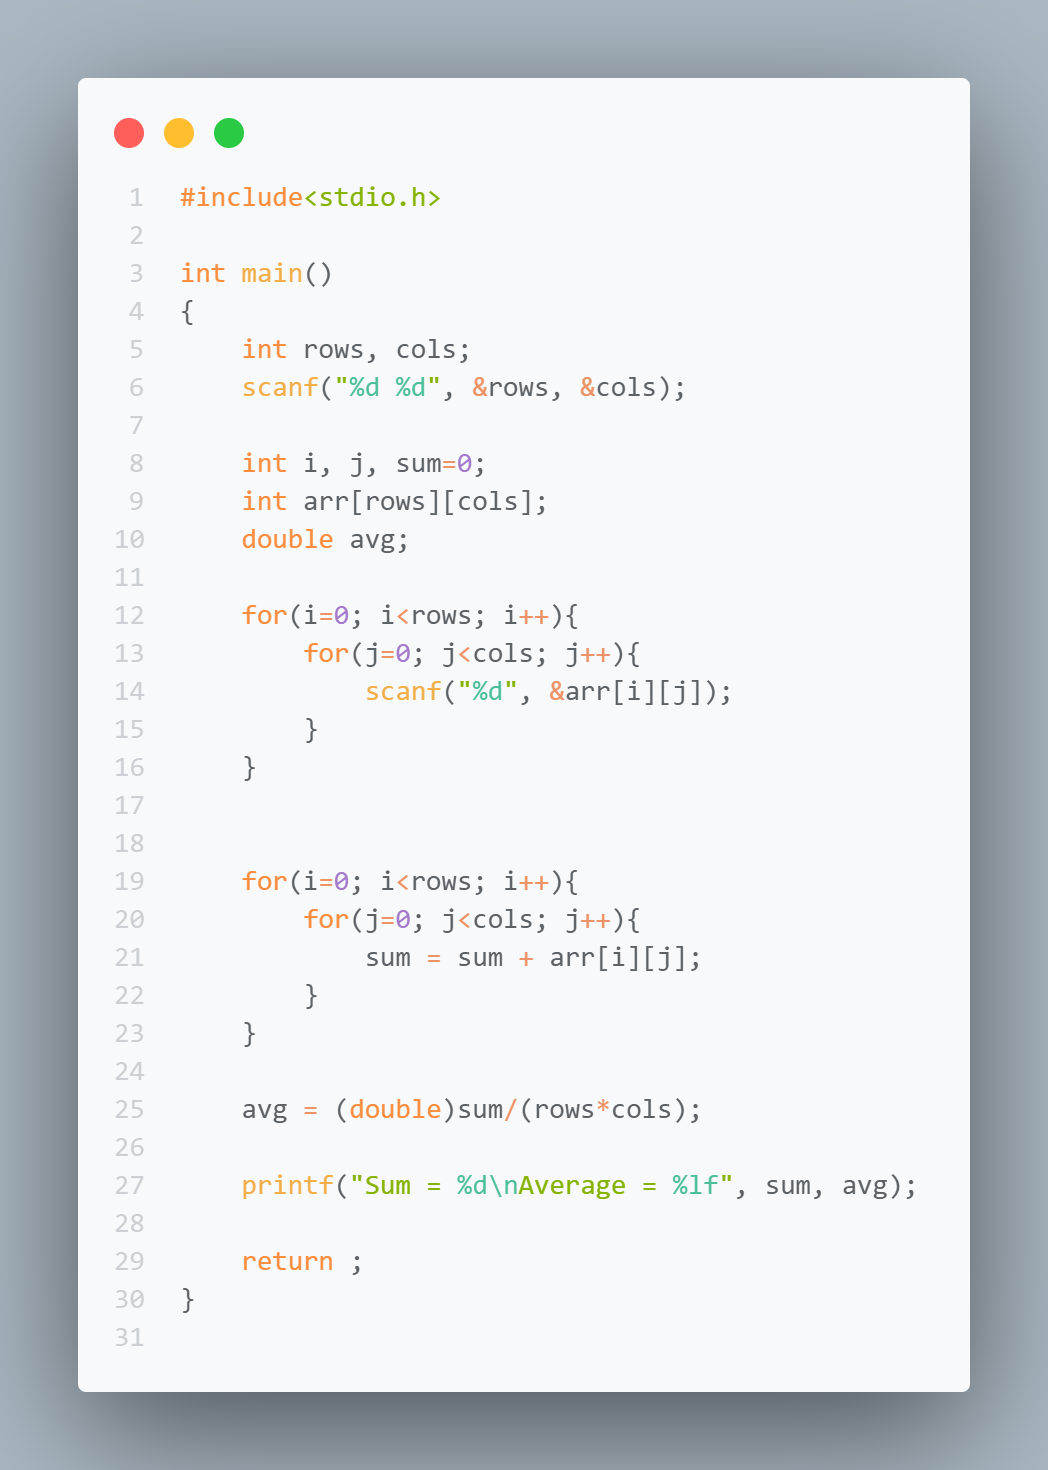 1 #include<stdio.h>
2
3 int main()
4 {
5     int rows, cols;
6     scanf("%d %d", &rows, &cols);
7
8     int i, j, sum=0;
9     int arr[rows][cols];
10     double avg;
11
12     for(i=0; i<rows; i++){
13         for(j=0; j<cols; j++){
14             scanf("%d", &arr[i][j]);
15         }
16     }
17
18
19     for(i=0; i<rows; i++){
20         for(j=0; j<cols; j++){
21             sum = sum + arr[i][j];
22         }
23     }
24
25     avg = (double)sum/(rows*cols);
26
27     printf("Sum = %d\nAverage = %lf", sum, avg);
28
29     return ;
30 }
31